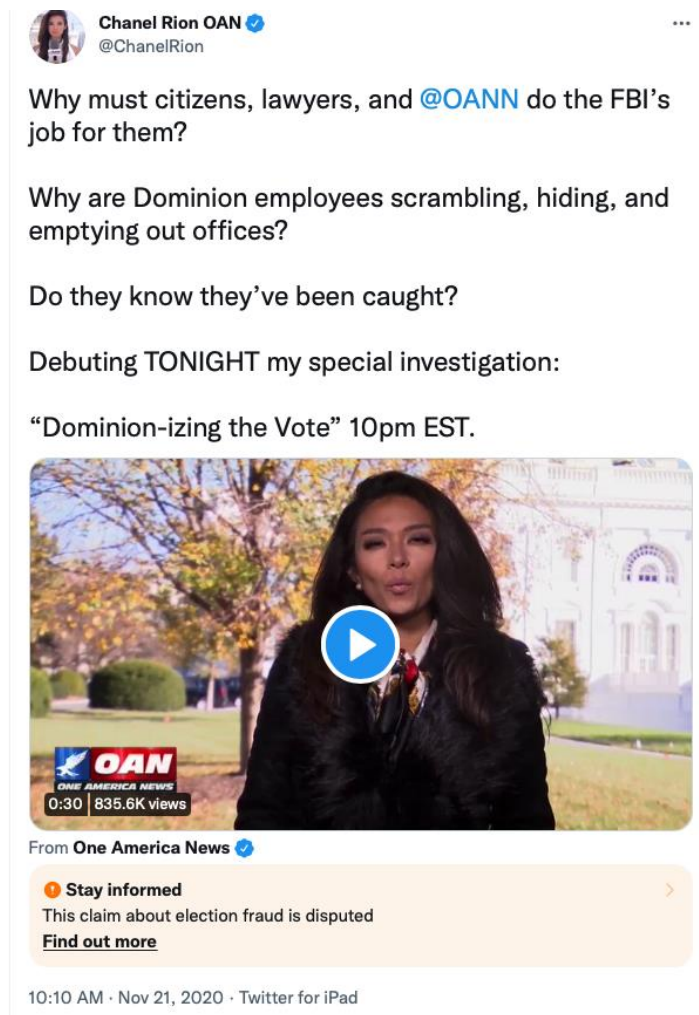 Chanel Rion OAN
@ChanelRion
Why must citizens, lawyers, and @OANN do the FBI's
job for them?
Why are Dominion employees scrambling, hiding, and
emptying out offices?
Do they know they've been caught?
Debuting TONIGHT my special investigation:
“Dominion-izing the Vote” 10pm EST.
OAN
ONE AMERICA NEWS
0:30 835.6K views
From One America News
Stay informed
This claim about election fraud is disputed
Find out more
10:10 AM · Nov 21, 2020 · Twitter for iPad